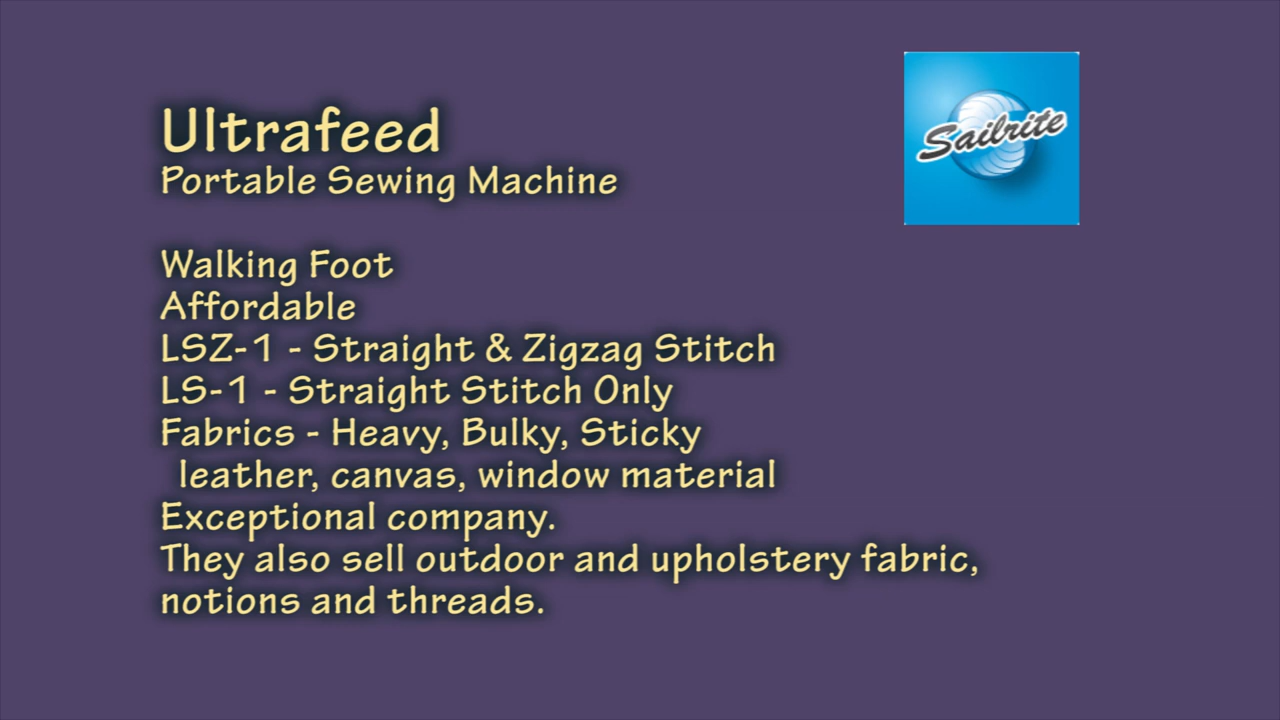 Ultrafeed
Portable Sewing Machine
Sailrite
Walking Foot
Affordable
LSZ-1 - Straight & Zigzag Stitch
LS-1 - Straight Stitch Only
Fabrics - Heavy, Bulky, Sticky
leather, canvas, window material
Exceptional company.
They also sell outdoor and upholstery fabric,
notions and threads.